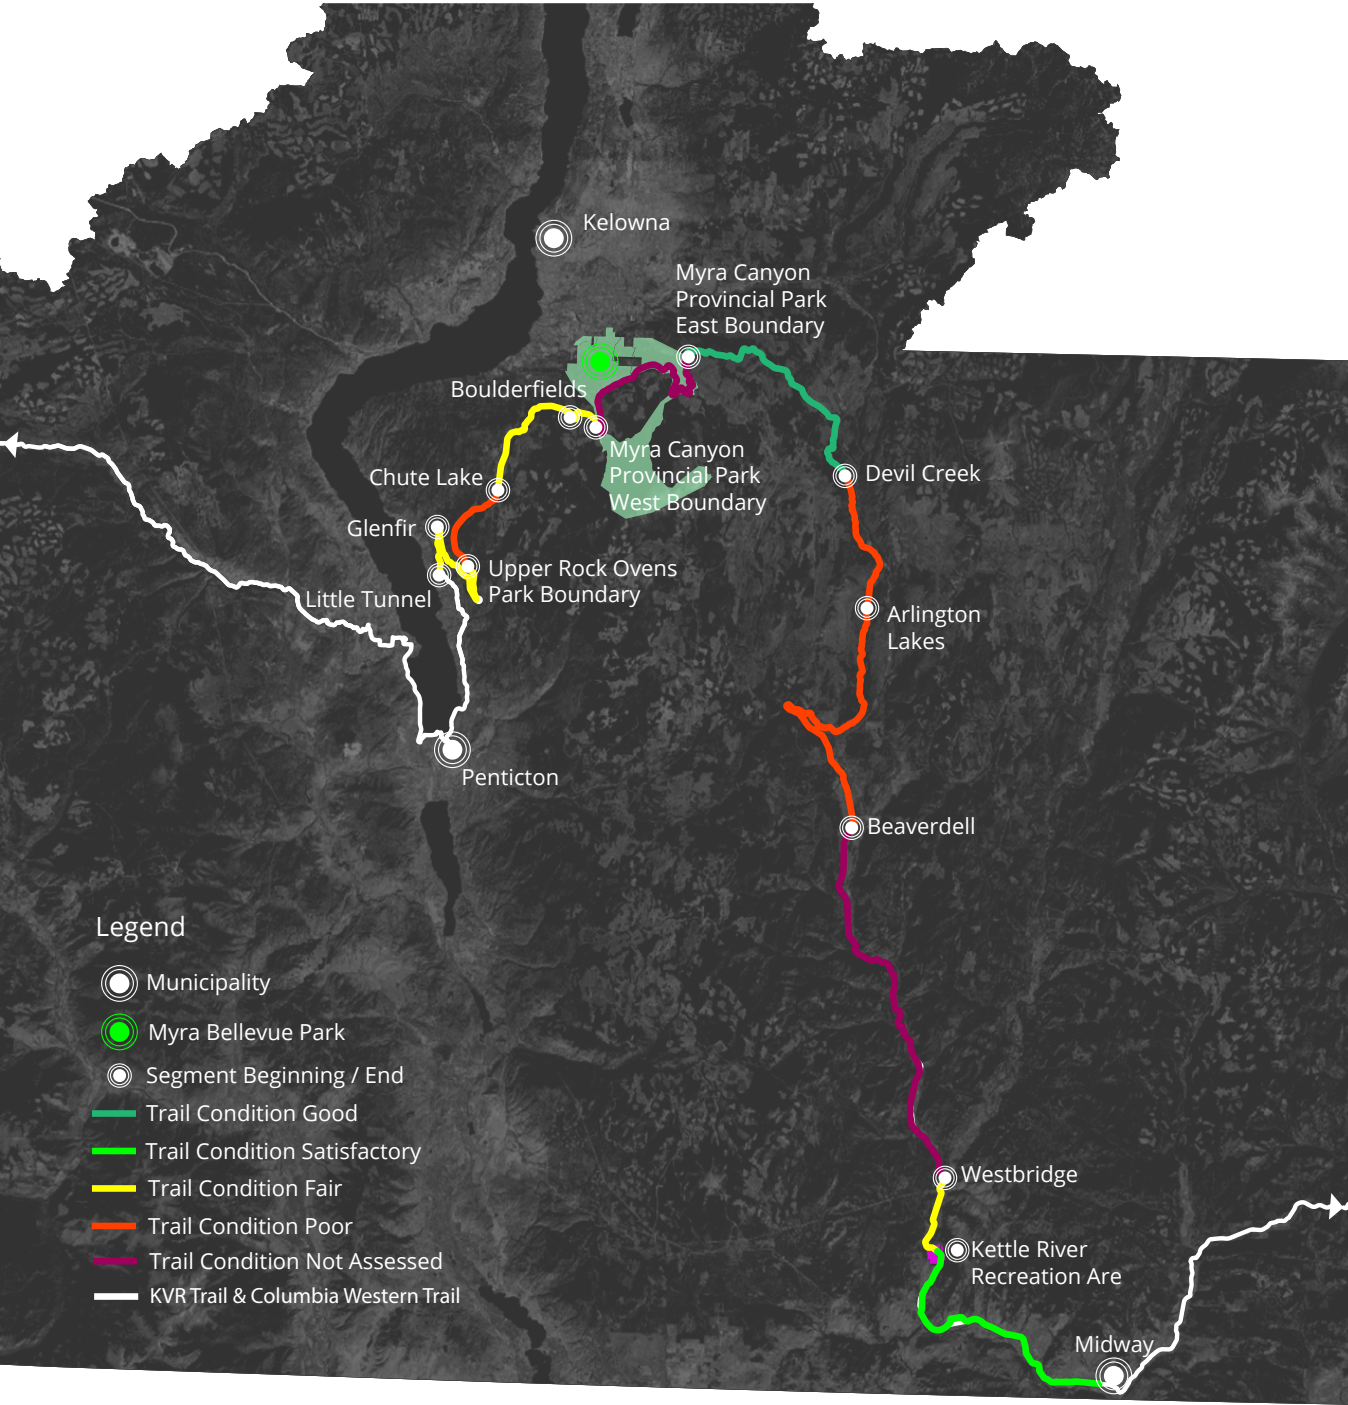 Kelowna
Myra Canyon
Provincial Park
East Boundary
Boulderfields
Myra Canyon
Provincial Park
West Boundary
Chute Lake
Devil Creek
Glenfir
Upper Rock Ovens
Park Boundary
Little Tunnel
Arlington
Lakes
Penticton
Beaverdell
Legend
Municipality
Myra Bellevue Park
Segment Beginning / End
Trail Condition Good
Trail Condition Satisfactory
Trail Condition Fair
Trail Condition Poor
Trail Condition Not Assessed
KVR Trail & Columbia Western Trail
Westbridge
Kettle River
Recreation Are
Midway